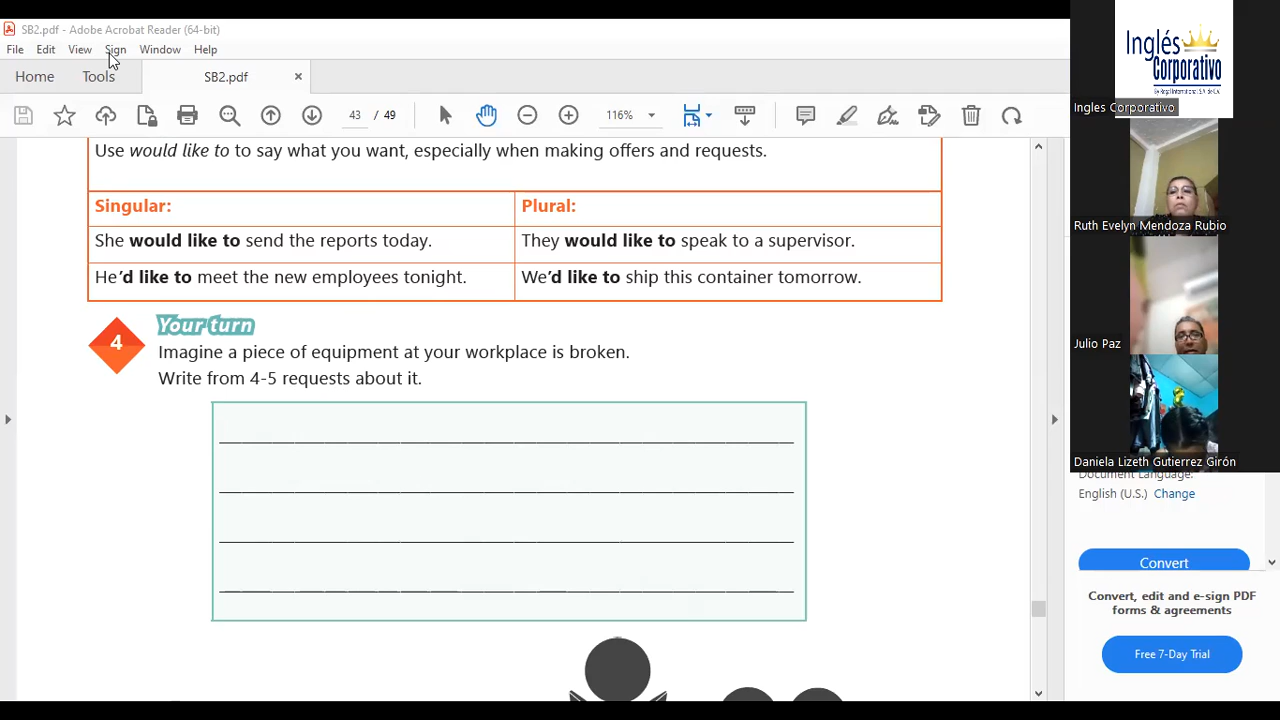 SB2.pdf - Adobe Acrobat Reader (64-bit)
File Edit View Sign Window Help
Home Tools SB2.pdf ×
43 / 49 116%
Use would like to to say what you want, especially when making offers and requests.
Singular: Plural:
She would like to send the reports today. They would like to speak to a supervisor.
He'd like to meet the new employees tonight. We'd like to ship this container tomorrow.
4 Your turn
Imagine a piece of equipment at your workplace is broken.
Write from 4-5 requests about it.
Inglés
Corporativo
Ingles Corporativo
Ruth Evelyn Mendoza Rubio
Julio Paz
Daniela Lizeth Gutierrez Girón
Document Language:
English (U.S.) Change
Convert
Convert, edit and e-sign PDF
forms & agreements
Free 7-Day Trial